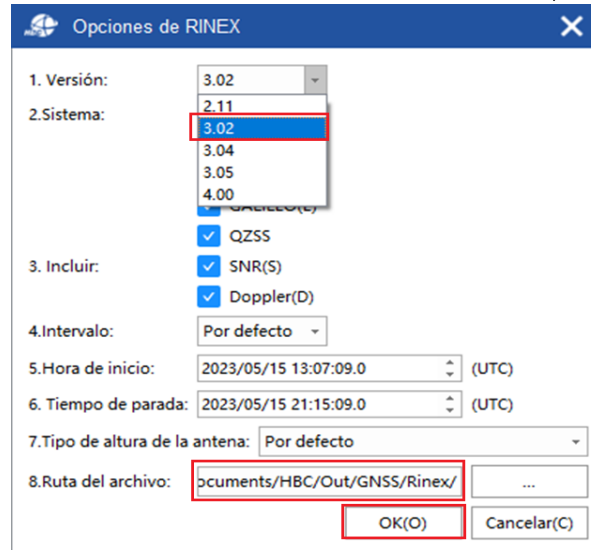 Opciones de RINEX
1. Versión: 3.02
2.11
2.Sistema:
3.02
3.04
3.05
4.00
QZSS
3. Incluir: SNR(S)
Doppler(D)
4.Intervalo: Por defecto
5.Hora de inicio: 2023/05/15 13:07:09.0 (UTC)
6. Tiempo de parada: 2023/05/15 21:15:09.0 (UTC)
7.Tipo de altura de la antena: Por defecto
8.Ruta del archivo: ocuments/HBC/Out/GNSS/Rinex/ ...
OK(O) Cancelar(C)